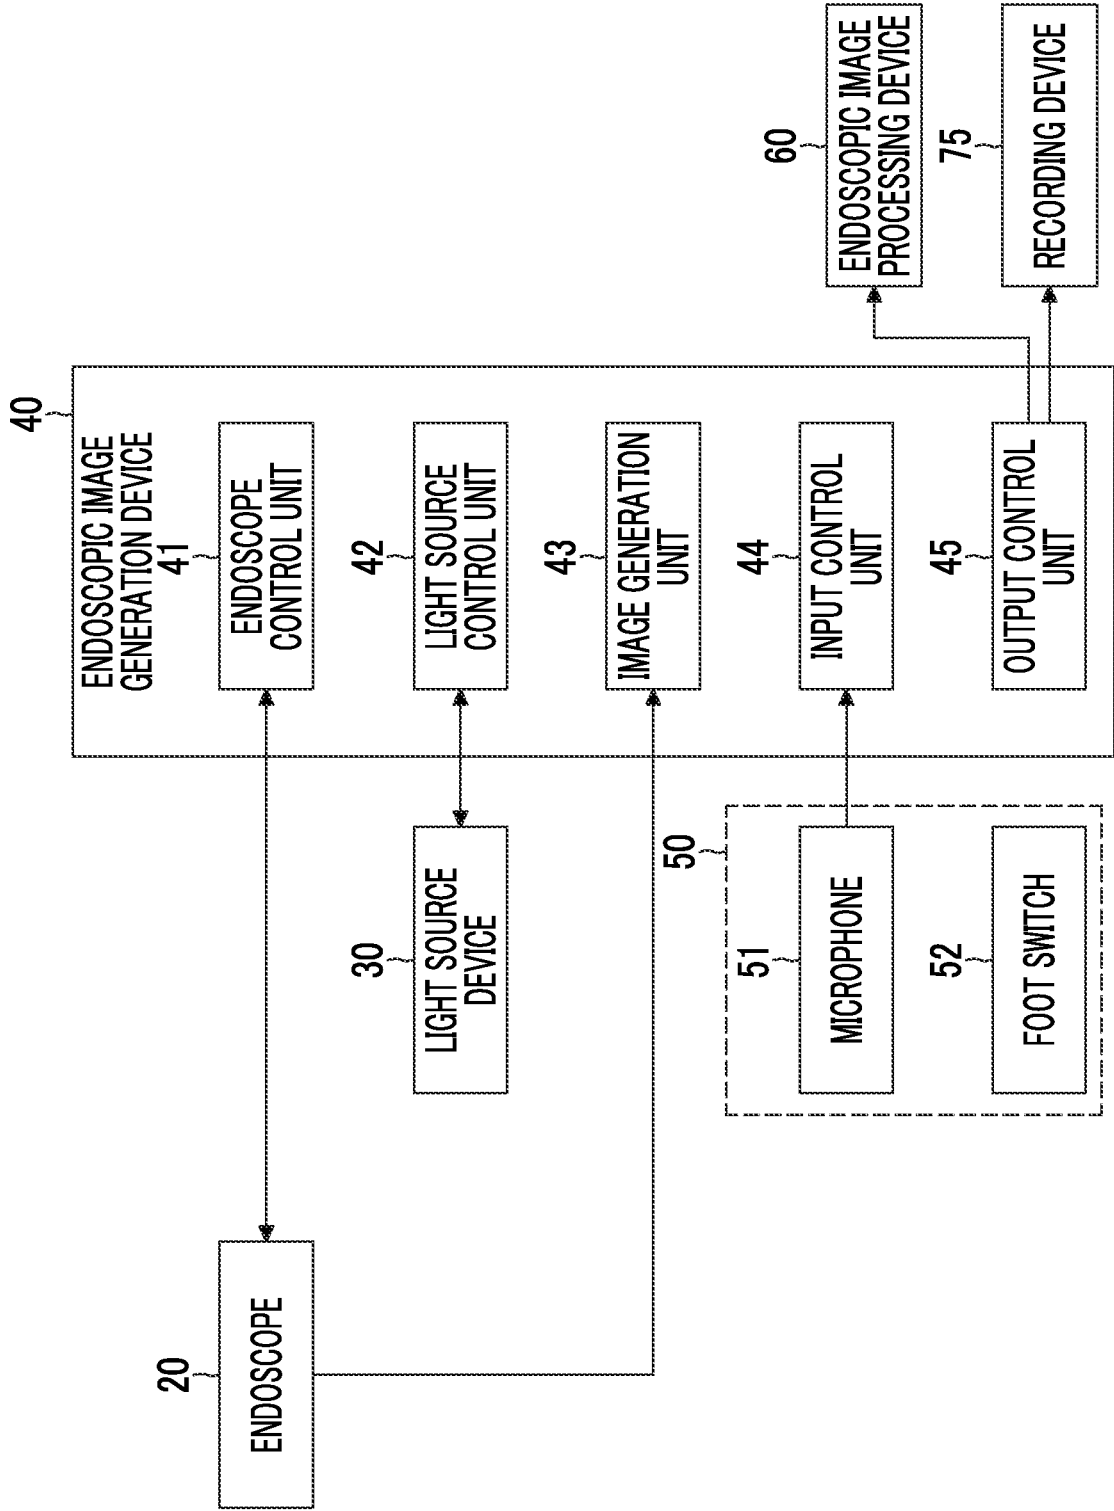 40
ENDOSCOPIC IMAGE
GENERATION DEVICE
20
ENDOSCOPE
41
ENDOSCOPE
CONTROL UNIT
30
LIGHT SOURCE
DEVICE
42
LIGHT SOURCE
CONTROL UNIT
43
IMAGE GENERATION
UNIT
50
51
MICROPHONE
44
INPUT CONTROL
UNIT
60
ENDOSCOPIC IMAGE
PROCESSING DEVICE
52
FOOT SWITCH
45
OUTPUT CONTROL
UNIT
75
RECORDING DEVICE